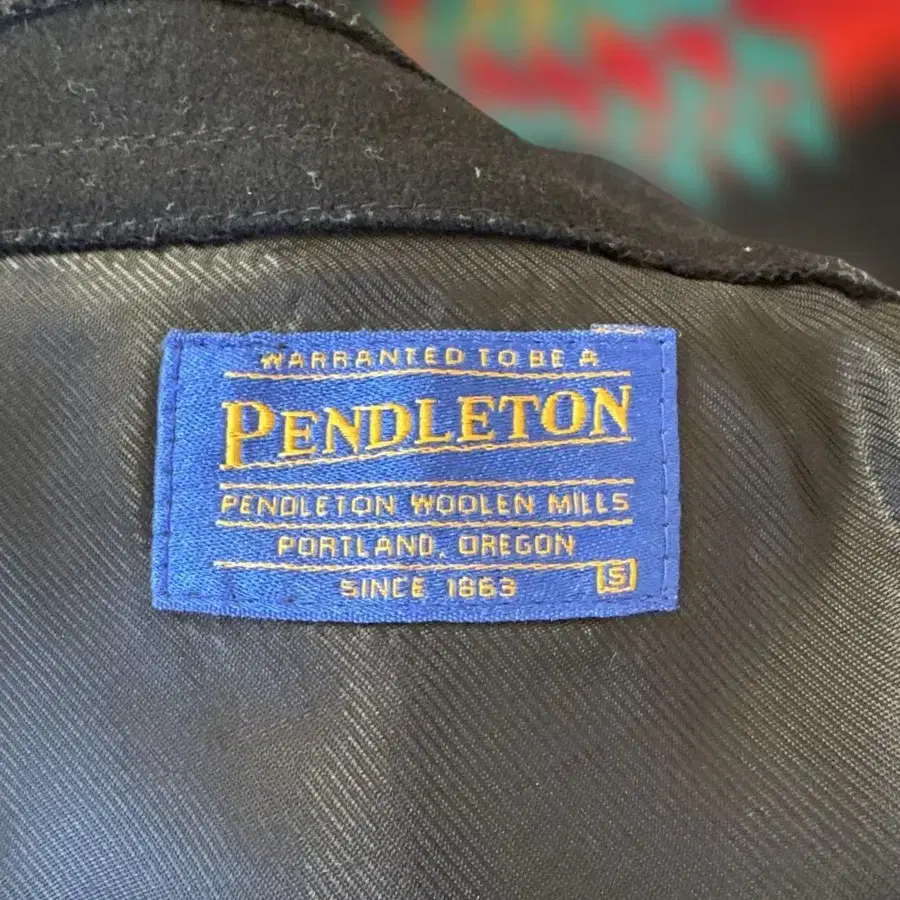 WARRANTED TO BE A
PENDLETON
PENDLETON WOOLEN MILLS
PORTLAND, OREGON
SINCE 1863
S